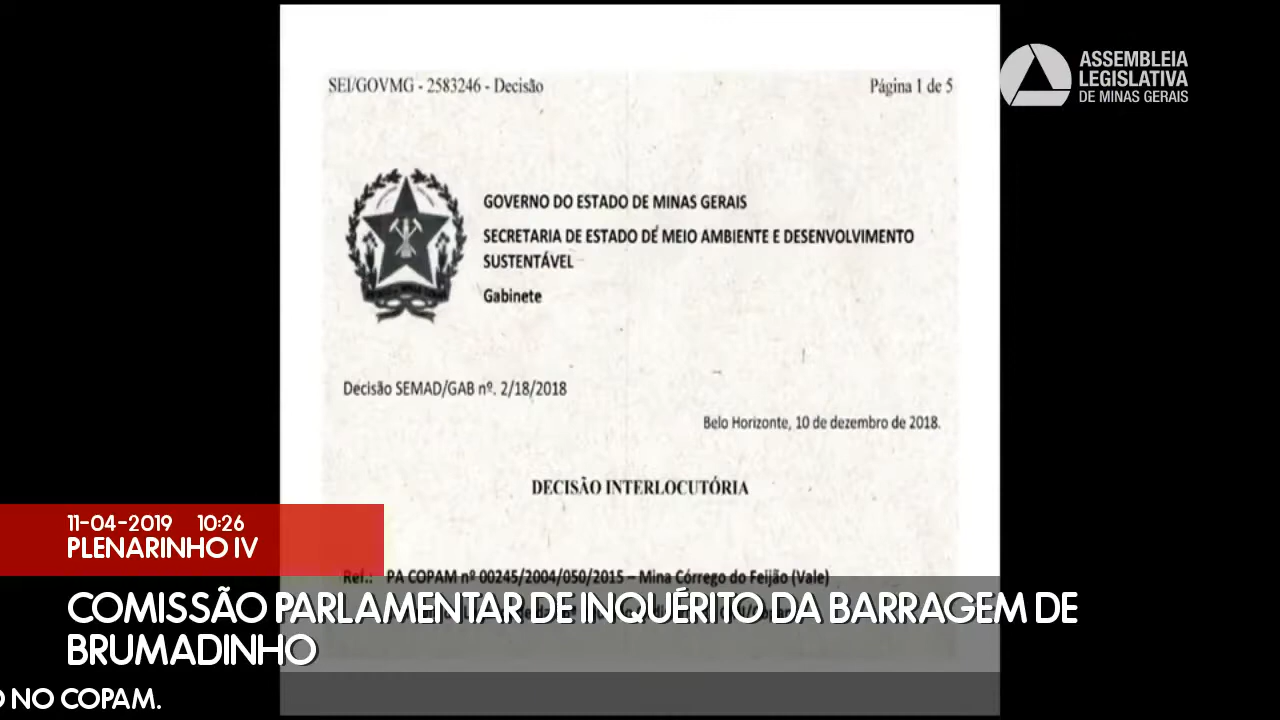 SEI/GOVMG - 2583246 - Decisão
Página 1 de 5
ASSEMBLEIA
LEGISLATIVA
DE MINAS GERAIS
GOVERNO DO ESTADO DE MINAS GERAIS
SECRETARIA DE ESTADO DE MEIO AMBIENTE E DESENVOLVIMENTO
SUSTENTÁVEL
Gabinete
Decisão SEMAD/GAB nº. 2/18/2018
Belo Horizonte, 10 de dezembro de 2018.
DECISÃO INTERLOCUTÓRIA
11-04-2019 10:26
PLENARINHO IV
Ref.: PA COPAM nº 00245/2004/050/2015 – Mina Córrego do Feijão (Vale)
COMISSÃO PARLAMENTAR DE INQUÉRITO DA BARRAGEM DE
BRUMADINHO
O NO COPAM.